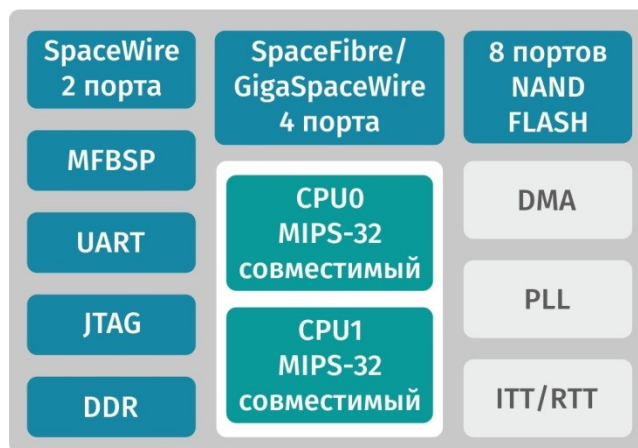 SpaceWire
2 порта
SpaceFibre/
GigaSpaceWire
4 порта
8 портов
NAND
FLASH
MFBSP
UART
JTAG
DDR
CPU0
MIPS-32
совместимый
CPU1
MIPS-32
совместимый
DMA
PLL
ITT/RTT